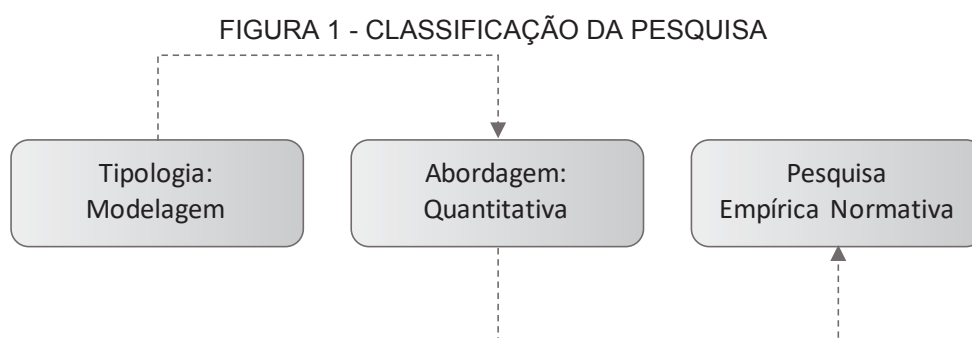 FIGURA 1 - CLASSIFICAÇÃO DA PESQUISA
Tipologia:
Modelagem
Abordagem:
Quantitativa
Pesquisa
Empírica Normativa